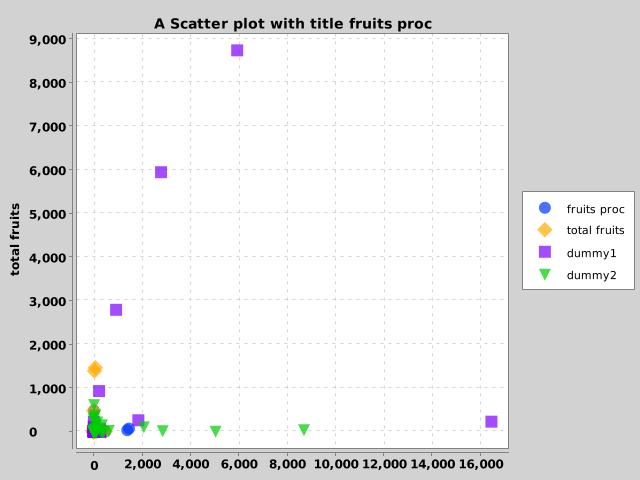 A Scatter plot with title fruits proc
total fruits
9,000
8,000
7,000
6,000
5,000
4,000
3,000
2,000
1,000
0
0 2,000 4,000 6,000 8,000 10,000 12,000 14,000 16,000
fruits proc
total fruits
dummy1
dummy2